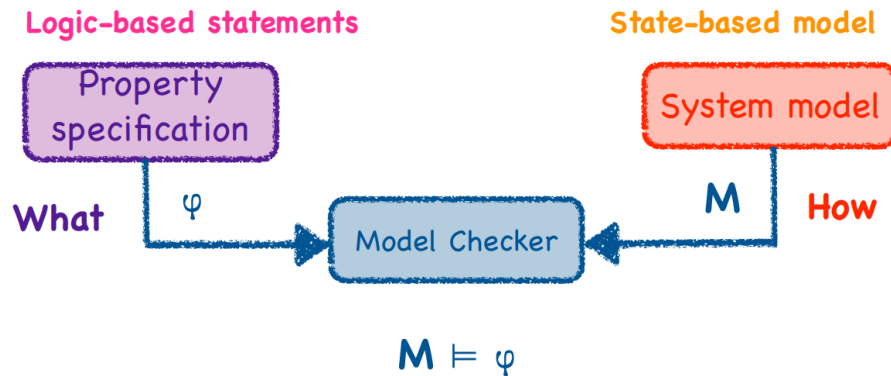 Logic-based statements
State-based model
Property
specification
System model
What
φ
M
How
Model Checker
M ⊨ φ